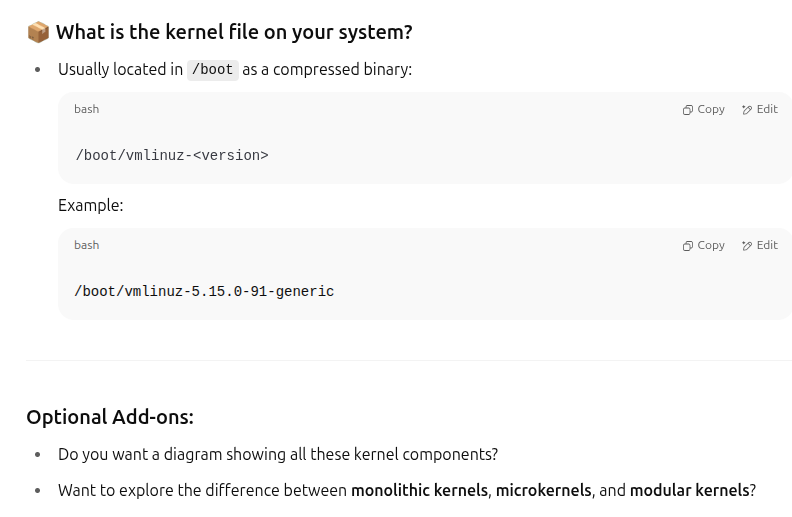 📦 What is the kernel file on your system?
• Usually located in /boot as a compressed binary:
bash Copy Edit
/boot/vmlinuz-<version>
Example:
bash Copy Edit
/boot/vmlinuz-5.15.0-91-generic
Optional Add-ons:
• Do you want a diagram showing all these kernel components?
• Want to explore the difference between monolithic kernels, microkernels, and modular kernels?